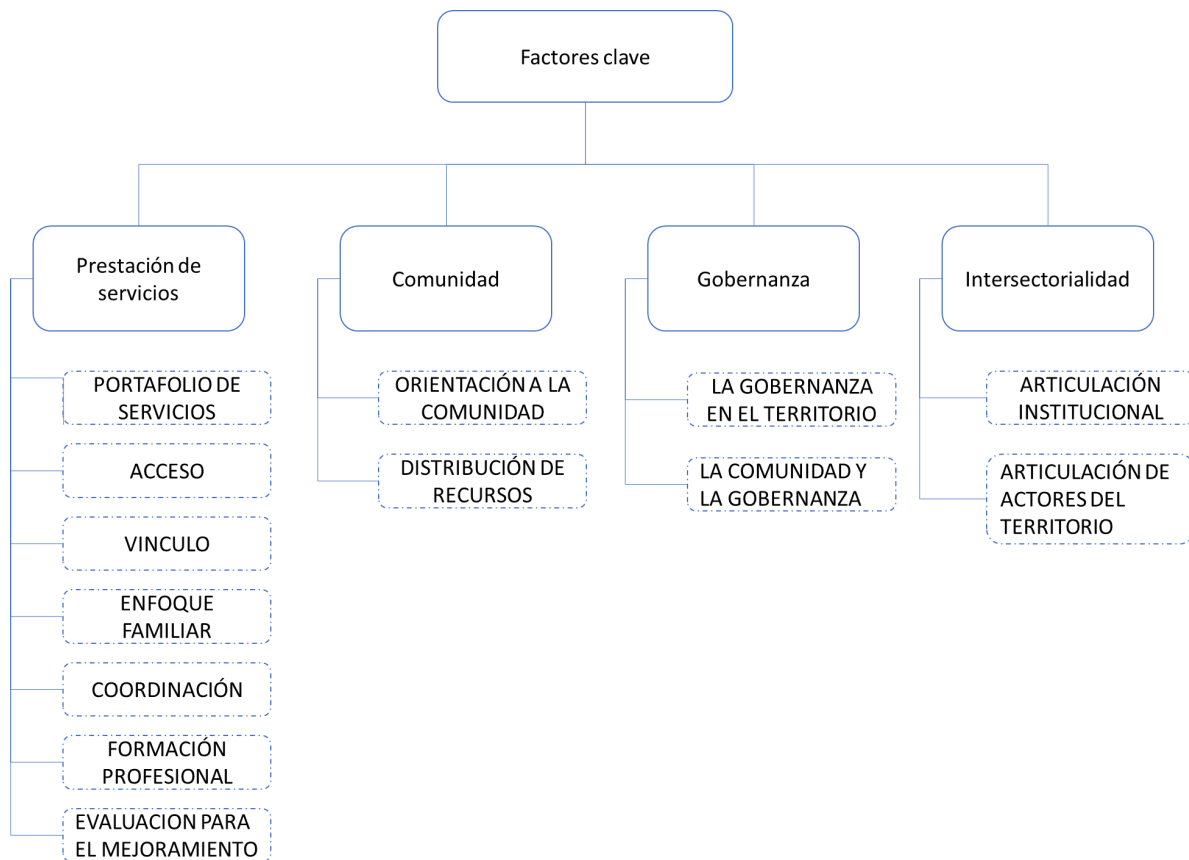 Factores clave
Prestación de
servicios
PORTAFOLIO DE
SERVICIOS
ACCESO
VINCULO
ENFOQUE
FAMILIAR
COORDINACIÓN
FORMACIÓN
PROFESIONAL
EVALUACION PARA
EL MEJORAMIENTO
Comunidad
ORIENTACIÓN A LA
COMUNIDAD
DISTRIBUCIÓN DE
RECURSOS
Gobernanza
LA GOBERNANZA
EN EL TERRITORIO
LA COMUNIDAD Y
LA GOBERNANZA
Intersectorialidad
ARTICULACIÓN
INSTITUCIONAL
ARTICULACIÓN DE
ACTORES DEL
TERRITORIO